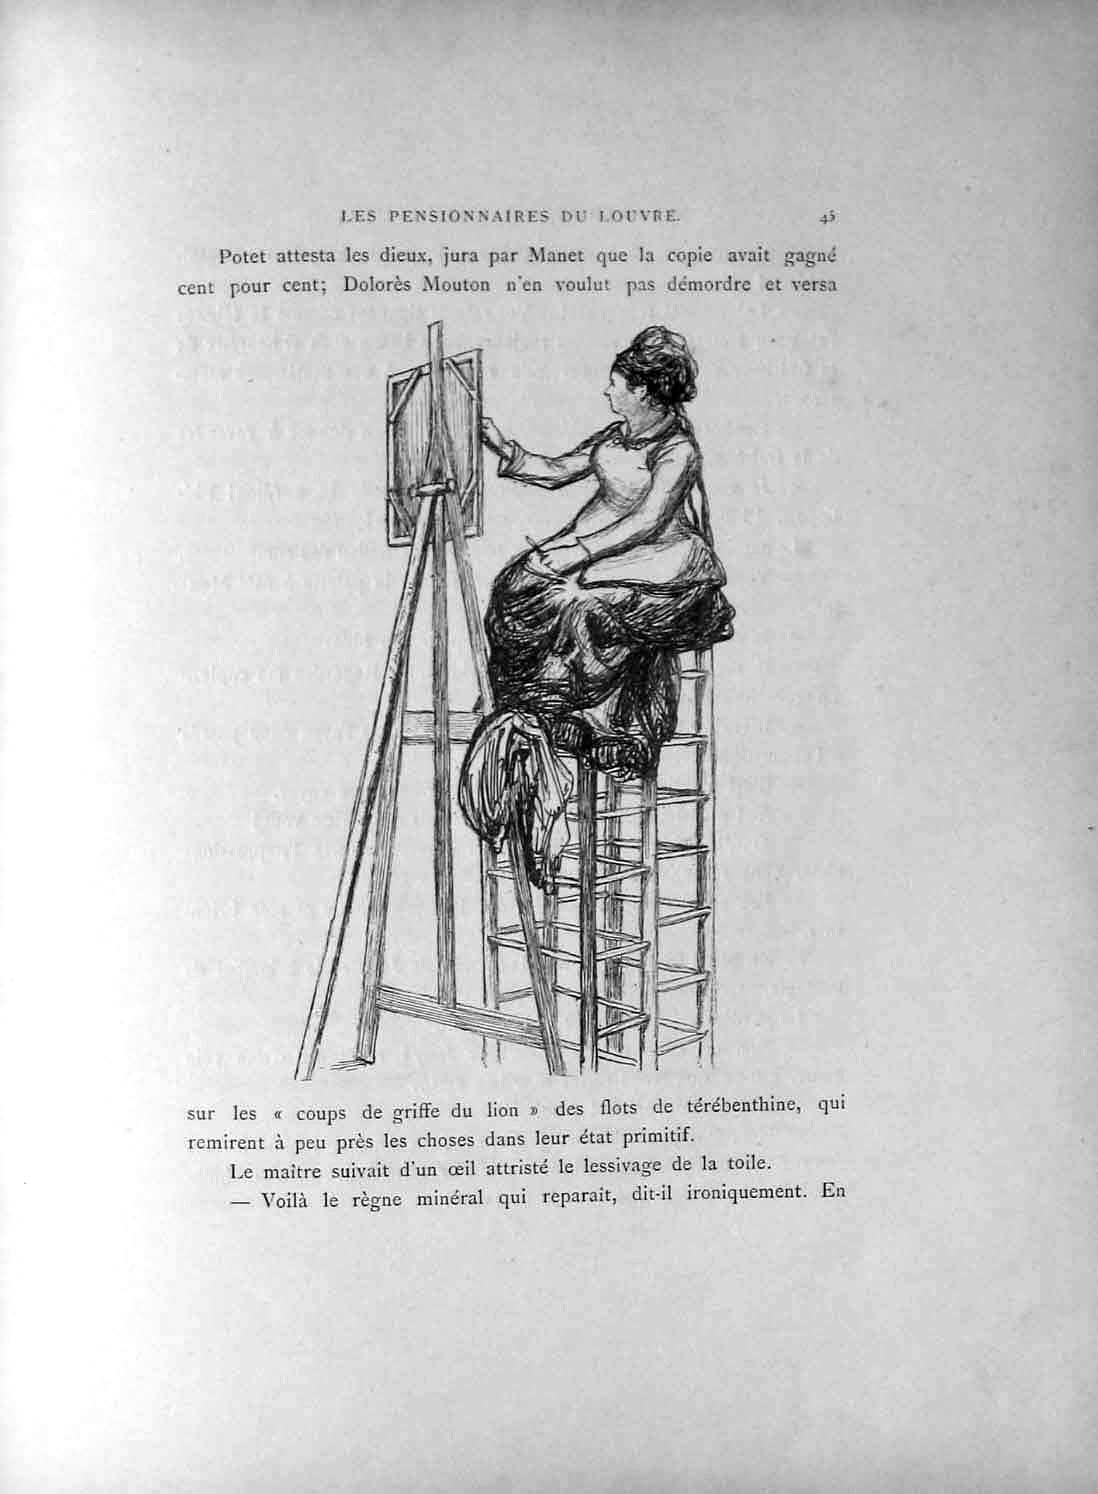 LES PENSIONNAIRES DU LOUVRE. 45
Potet attesta les dieux, jura par Manet que la copie avait gagné
cent pour cent; Dolorès Mouton n'en voulut pas démordre et versa
sur les « coups de griffe du lion » des flots de térébenthine, qui
remirent à peu près les choses dans leur état primitif.
Le maître suivait d'un œil attristé le lessivage de la toile.
— Voilà le règne minéral qui reparait, dit-il ironiquement. En